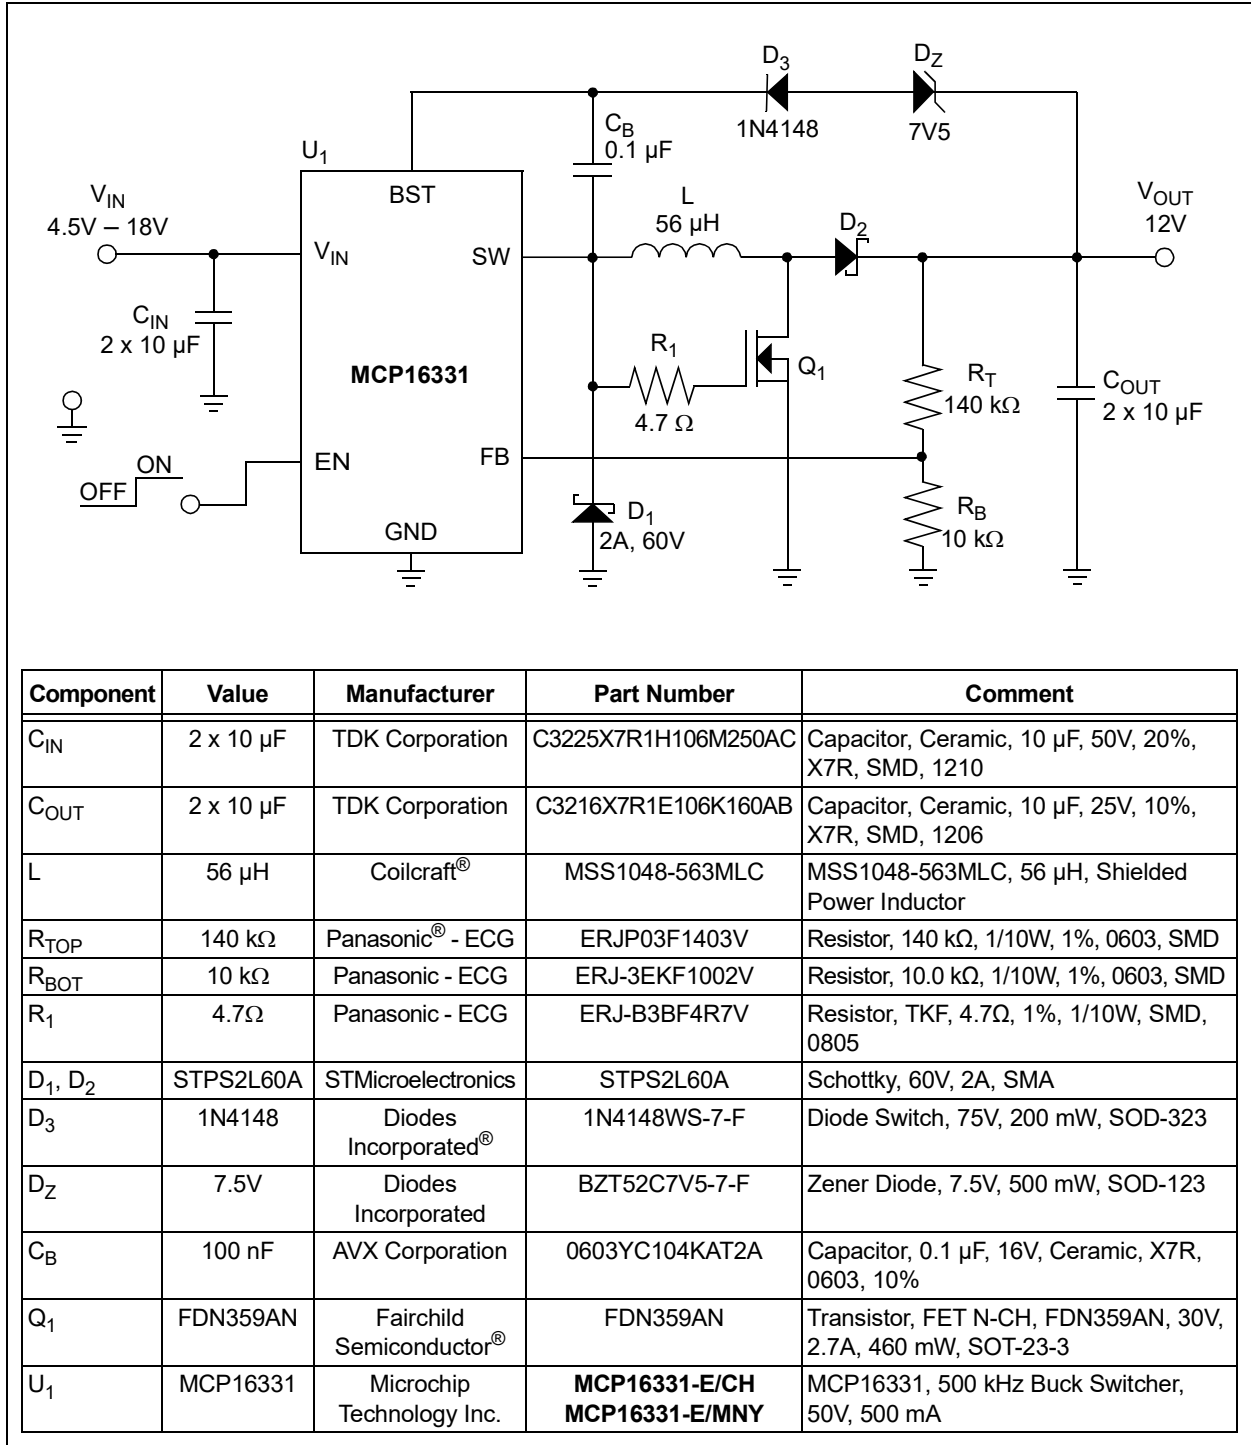 D3
DZ
1N4148
7V5
CB
0.1 µF
U1
BST
VIN
4.5V – 18V
VIN
SW
L
56 µH
D2
VOUT
12V
CIN
2 x 10 µF
MCP16331
R1
4.7 Ω
Q1
RT
140 kΩ
COUT
2 x 10 µF
ON
OFF
EN
FB
D1
2A, 60V
RB
10 kΩ
GND
Component Value Manufacturer Part Number Comment
CIN 2 x 10 µF TDK Corporation C3225X7R1H106M250AC Capacitor, Ceramic, 10 µF, 50V, 20%,
X7R, SMD, 1210
COUT 2 x 10 µF TDK Corporation C3216X7R1E106K160AB Capacitor, Ceramic, 10 µF, 25V, 10%,
X7R, SMD, 1206
L 56 µH Coilcraft® MSS1048-563MLC MSS1048-563MLC, 56 µH, Shielded
Power Inductor
RTOP 140 kΩ Panasonic® - ECG ERJP03F1403V Resistor, 140 kΩ, 1/10W, 1%, 0603, SMD
RBOT 10 kΩ Panasonic - ECG ERJ-3EKF1002V Resistor, 10.0 kΩ, 1/10W, 1%, 0603, SMD
R1 4.7Ω Panasonic - ECG ERJ-B3BF4R7V Resistor, TKF, 4.7Ω, 1%, 1/10W, SMD,
0805
D1, D2 STPS2L60A STMicroelectronics STPS2L60A Schottky, 60V, 2A, SMA
D3 1N4148 Diodes 1N4148WS-7-F Diode Switch, 75V, 200 mW, SOD-323
Incorporated®
DZ 7.5V Diodes BZT52C7V5-7-F Zener Diode, 7.5V, 500 mW, SOD-123
Incorporated
CB 100 nF AVX Corporation 0603YC104KAT2A Capacitor, 0.1 µF, 16V, Ceramic, X7R,
0603, 10%
Q1 FDN359AN Fairchild FDN359AN Transistor, FET N-CH, FDN359AN, 30V,
Semiconductor® 2.7A, 460 mW, SOT-23-3
U1 MCP16331 Microchip MCP16331-E/CH MCP16331, 500 kHz Buck Switcher,
Technology Inc. MCP16331-E/MNY 50V, 500 mA